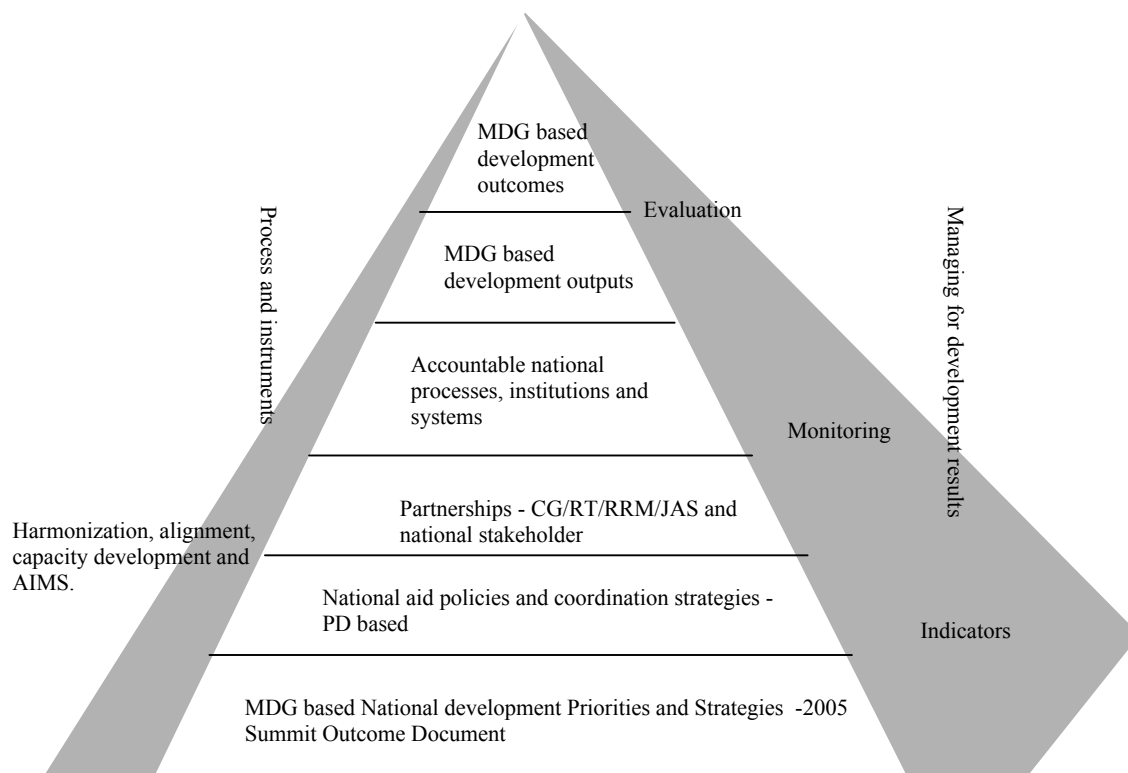 MDG based
development
outcomes
Evaluation
MDG based
development outputs
Process and instruments
Managing for development results
Accountable national
processes, institutions and
systems
Monitoring
Partnerships - CG/RT/RRM/JAS and
national stakeholder
Harmonization, alignment,
capacity development and
AIMS.
National aid policies and coordination strategies -
PD based
Indicators
MDG based National development Priorities and Strategies -2005
Summit Outcome Document